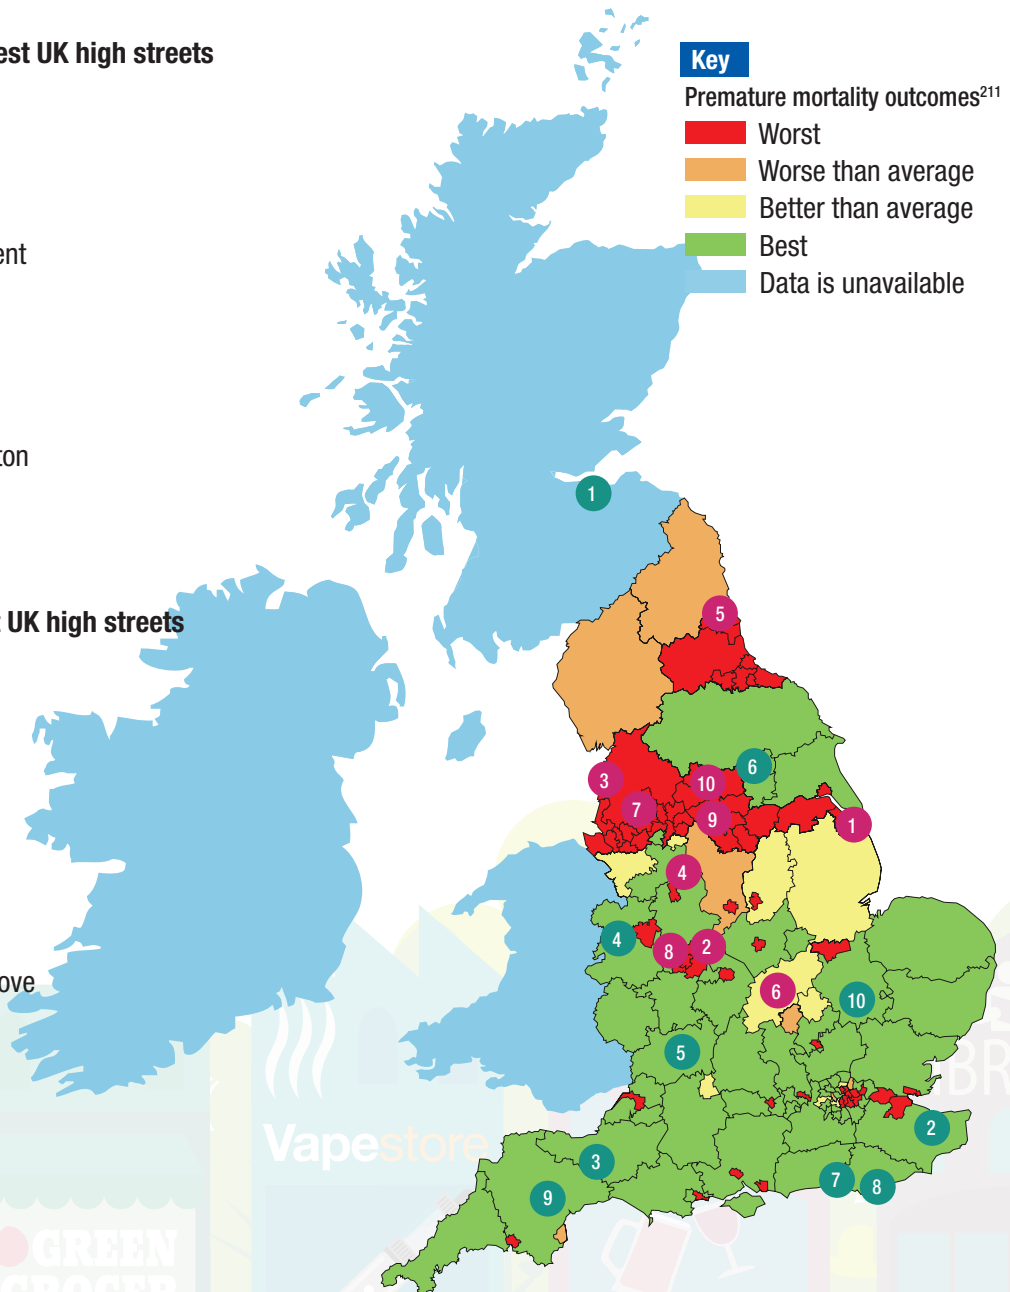 est UK high streets
Key
Premature mortality outcomes211
Worst
Worse than average
Better than average
Best
Data is unavailable
ent
ton
1
5
UK high streets
3
10
6
7
9
1
4
4
8
2
6
10
5
ove
BR
2
Vapestore
3
7
8
9
GREEN
GROCER